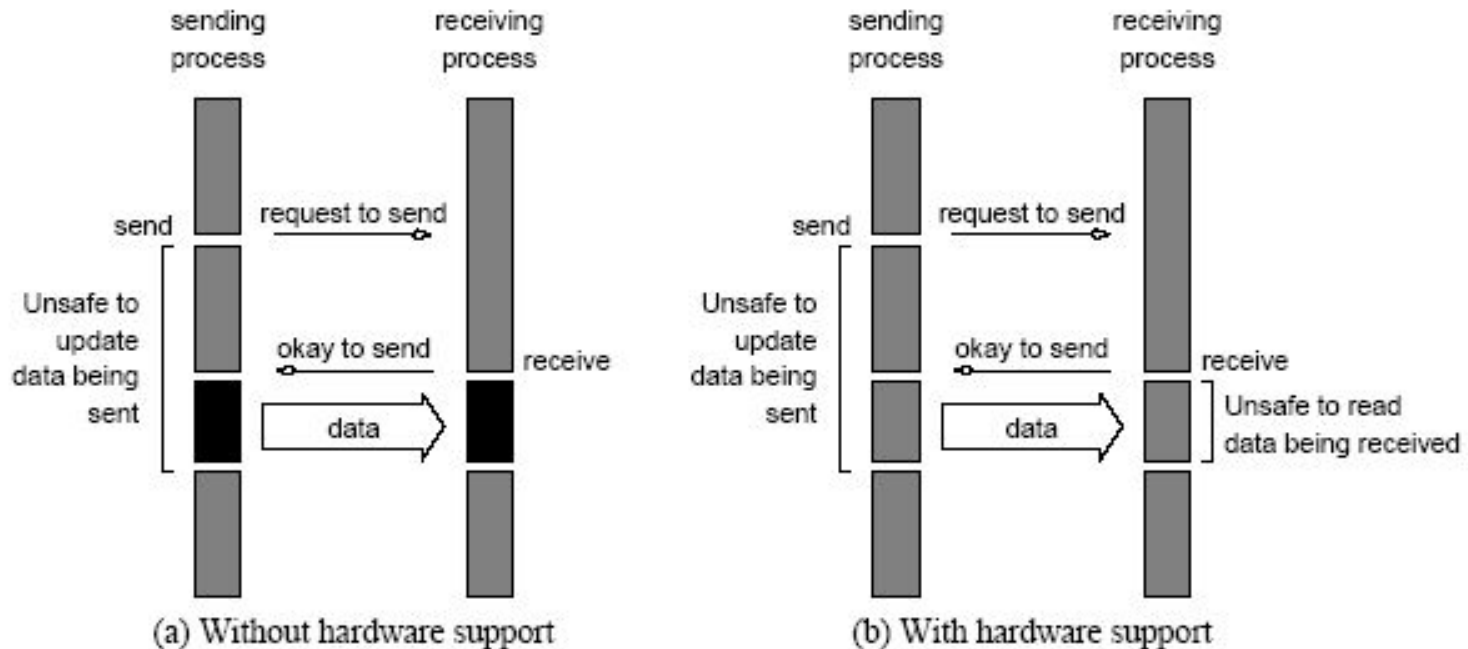 sending
process
receiving
process
send
request to send
Unsafe to
update
data being
sent
okay to send
receive
data
(a) Without hardware support
sending
process
receiving
process
send
request to send
Unsafe to
update
data being
sent
okay to send
receive
data
Unsafe to read
data being received
(b) With hardware support